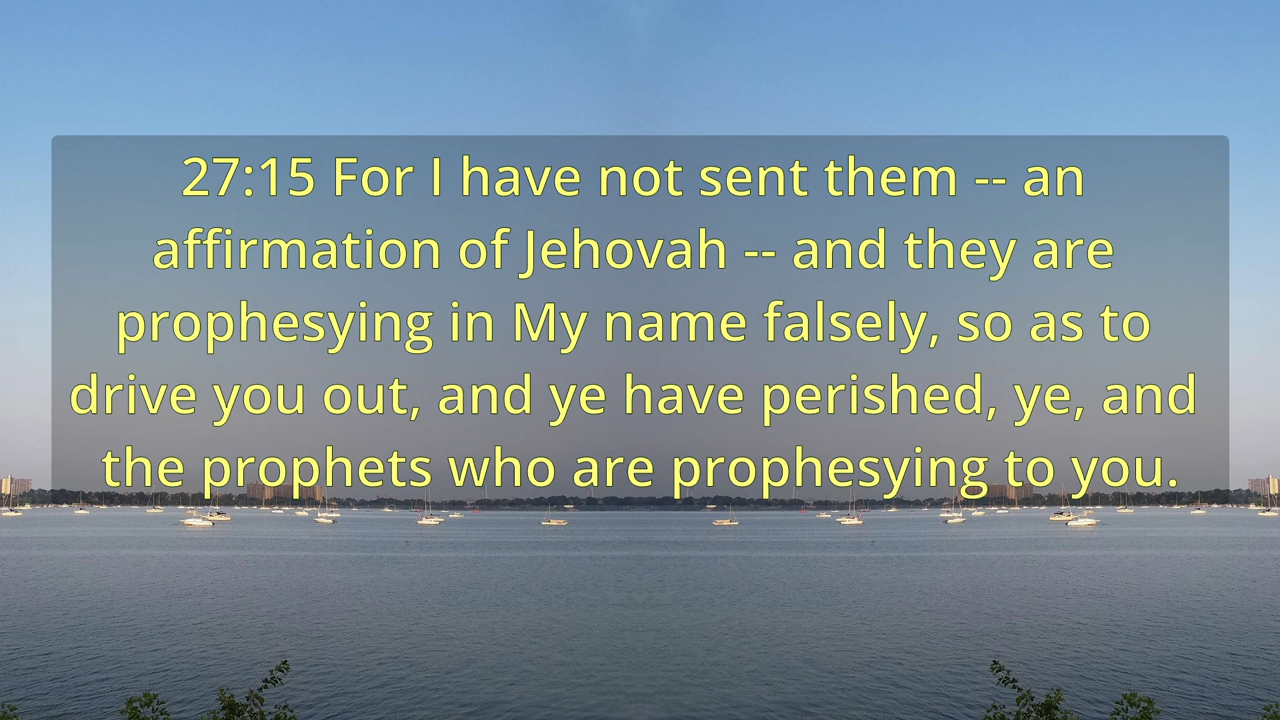 27:15 For I have not sent them -- an
affirmation of Jehovah -- and they are
prophesying in My name falsely, so as to
drive you out, and ye have perished, ye, and
the prophets who are prophesying to you.